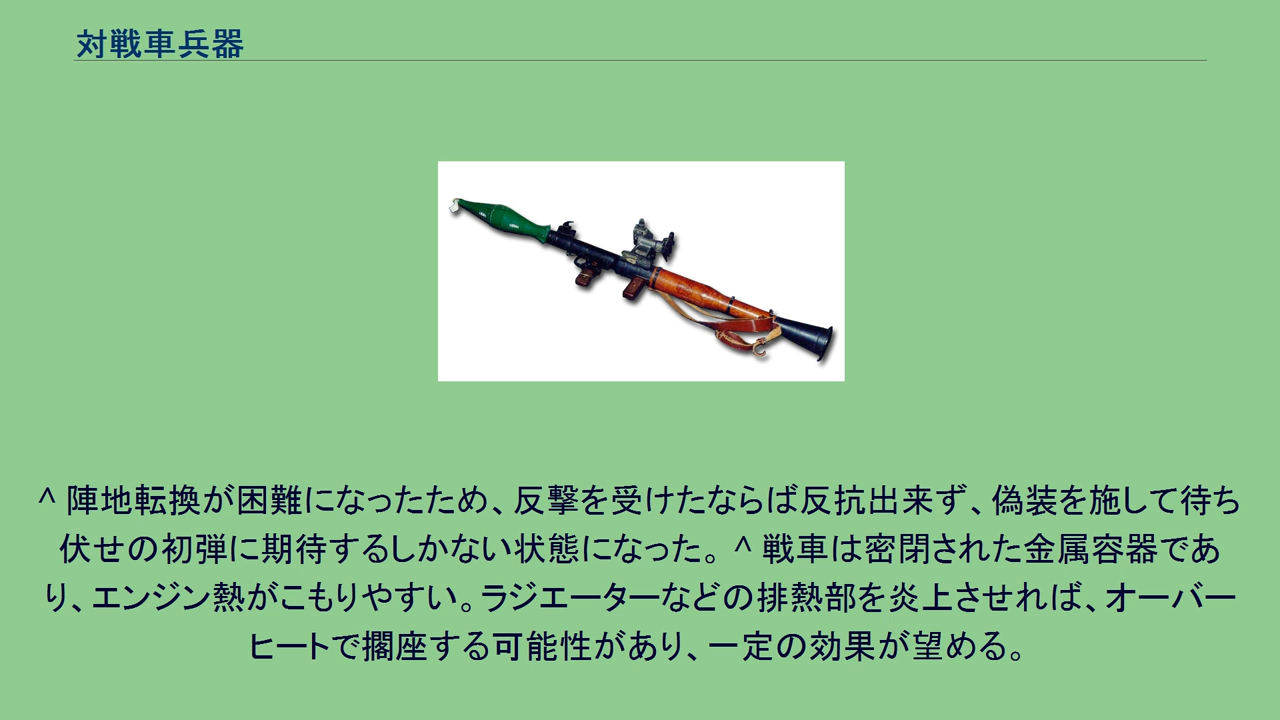 対戦車兵器
^ 陣地転換が困難になったため、反撃を受けたならば反抗出来ず、偽装を施して待ち
伏せの初弾に期待するしかない状態になった。 ^ 戦車は密閉された金属容器であ
り、エンジン熱がこもりやすい。ラジエーターなどの排熱部を炎上させれば、オーバー
ヒートで擱座する可能性があり、一定の効果が望める。